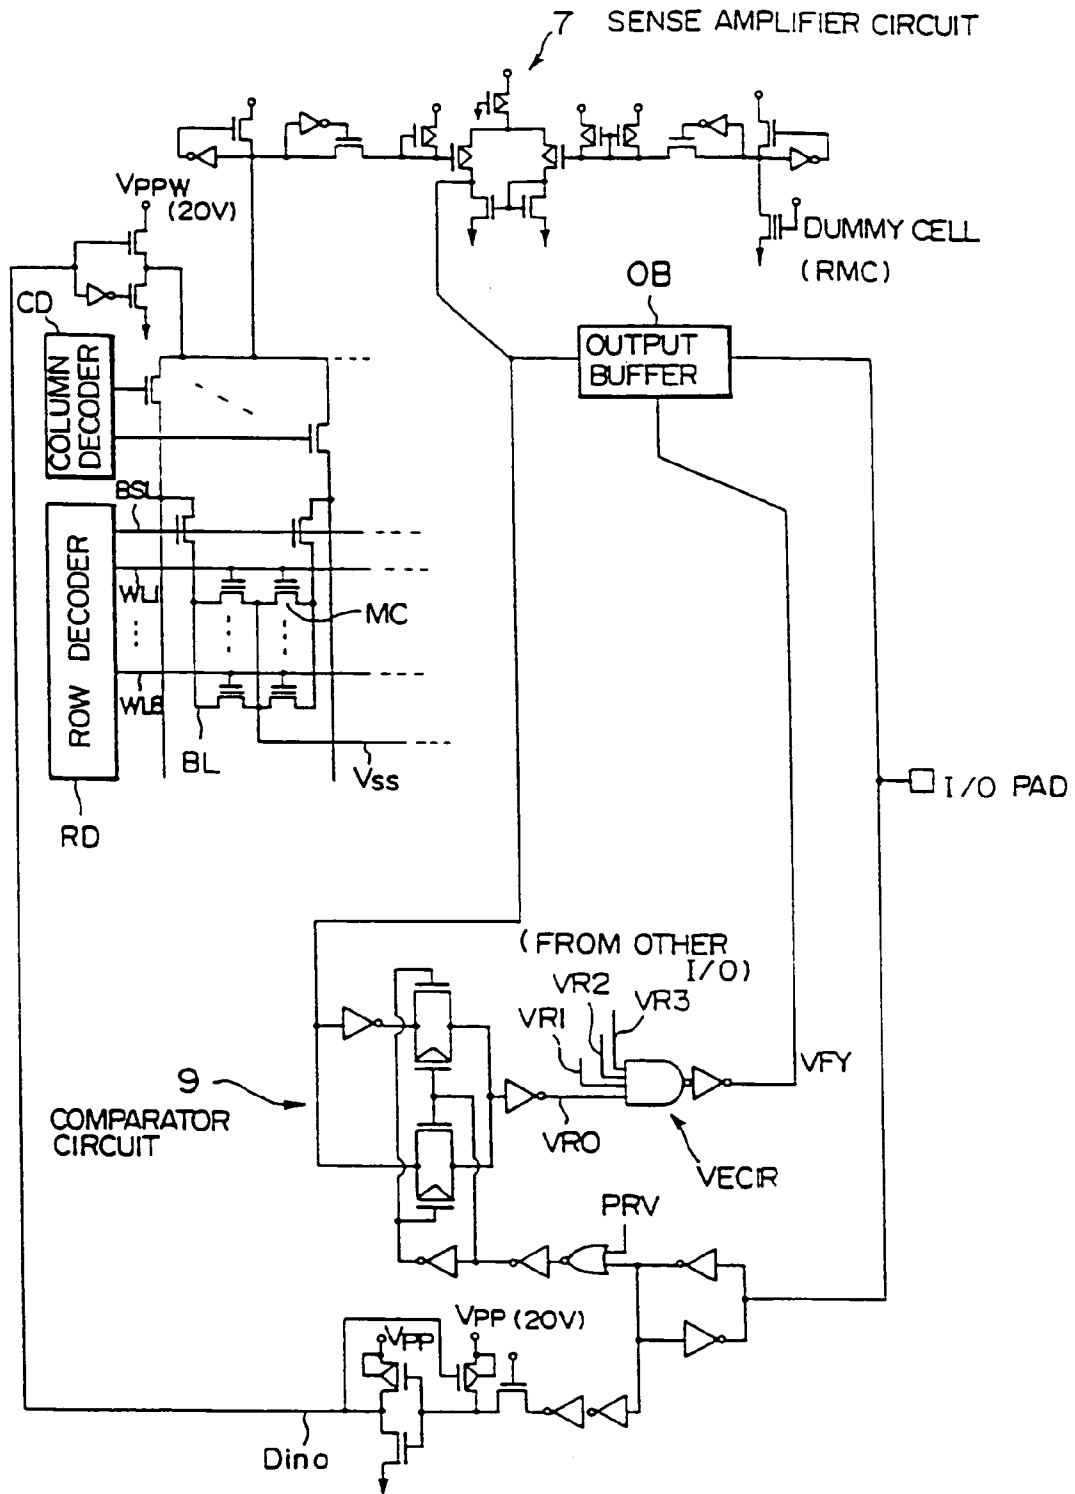 7 SENSE AMPLIFIER CIRCUIT
VPPW
(20V)
DUMMY CELL
(RMC)
OB
CD
OUTPUT
BUFFER
COLUMN
DECODER
BSL
ROW DECODER
WL1
MC
WL8
BL
Vss
I/O PAD
RD
(FROM OTHER
I/O)
VR2
VR3
VR1
VFY
9
COMPARATOR
CIRCUIT
VR0
VECIR
PRV
VPP (20V)
VPP
Dino